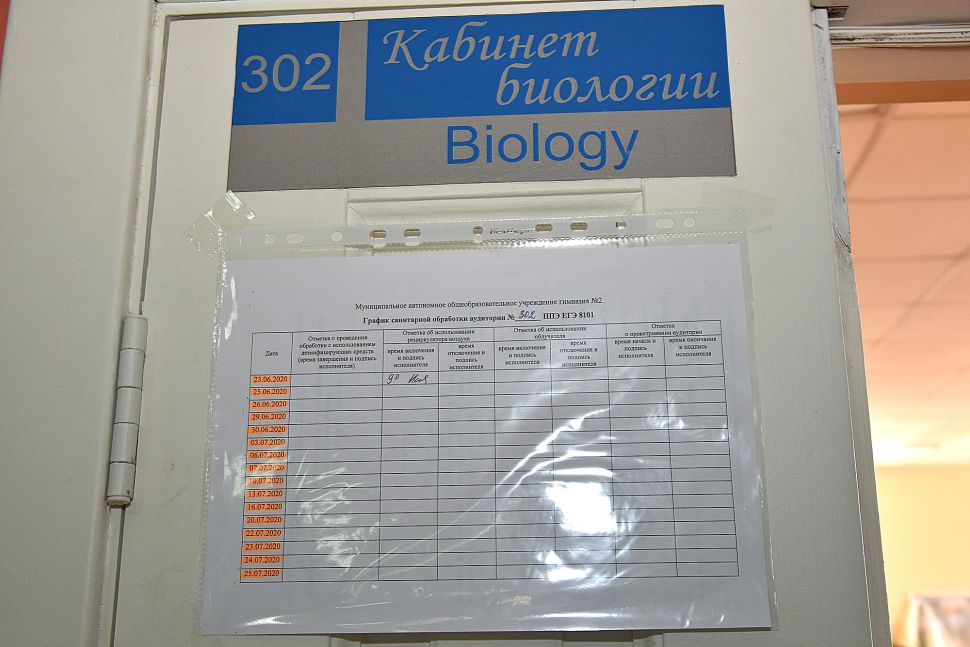 302
Кабинет
биологии
Biology
Муниципальное автономное общеобразовательное учреждение гимназия №2
График санитарной обработки аудитории № 302 ППЭ ЕГЭ 8101
Дата
Отметка о проведении
обработки с использованием
дезинфицирующих средств
(время завершения и подпись
исполнителя)
Отметка об использовании
рециркулятора воздуха
время включения
и подпись
исполнителя
время
отключения и
подпись
исполнителя
Отметка об использовании
облучателя
время включения
и подпись
исполнителя
время
отключения и
подпись
исполнителя
Отметка
о проветривании аудитории
время начала и
подпись
исполнителя
время окончания
и подпись
исполнителя
23.06.2020 9⁰⁰
25.06.2020
26.06.2020
29.06.2020
30.06.2020
03.07.2020
06.07.2020
07.07.2020
10.07.2020
13.07.2020
16.07.2020
20.07.2020
22.07.2020
23.07.2020
24.07.2020
25.07.2020